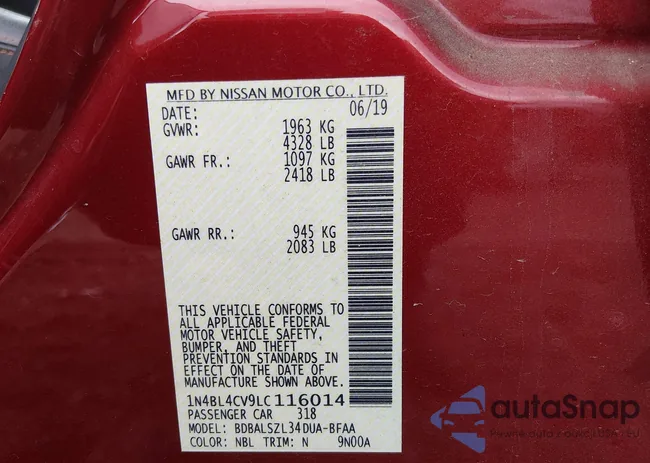 MFD BY NISSAN MOTOR CO., LTD.
DATE: 06/19
GVWR: 1963 KG
4328 LB
GAWR FR.: 1097 KG
2418 LB
GAWR RR.: 945 KG
2083 LB
THIS VEHICLE CONFORMS TO
ALL APPLICABLE FEDERAL
MOTOR VEHICLE SAFETY,
BUMPER, AND THEFT
PREVENTION STANDARDS IN
EFFECT ON THE DATE OF
MANUFACTURE SHOWN ABOVE.
1N4BL4CV9LC116014
PASSENGER CAR 318
MODEL: BDBALSZL34DUA-BFAA
COLOR: NBL TRIM: N 9N00A
autoSnap